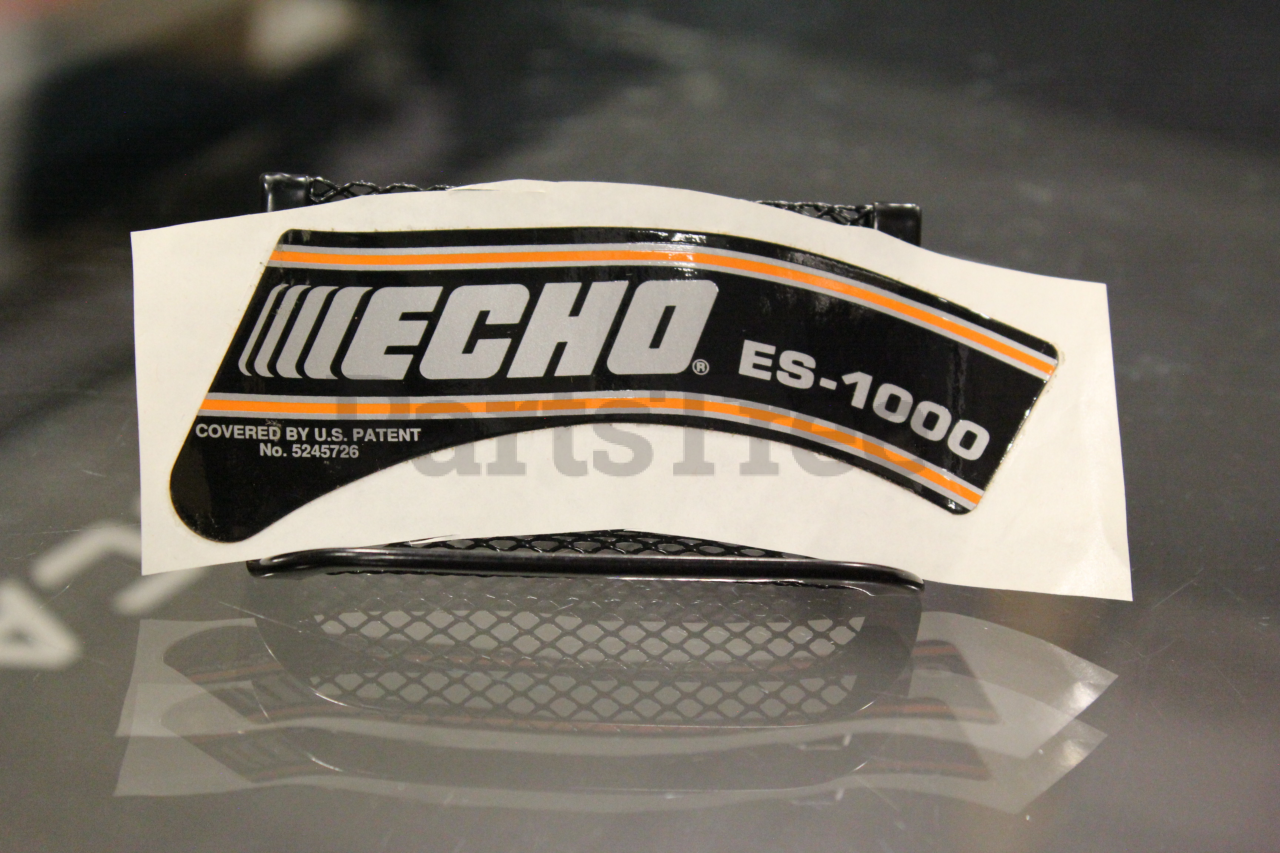 ECHO®
ES-1000
COVERED BY U.S. PATENT
No. 5245726
PartsTree